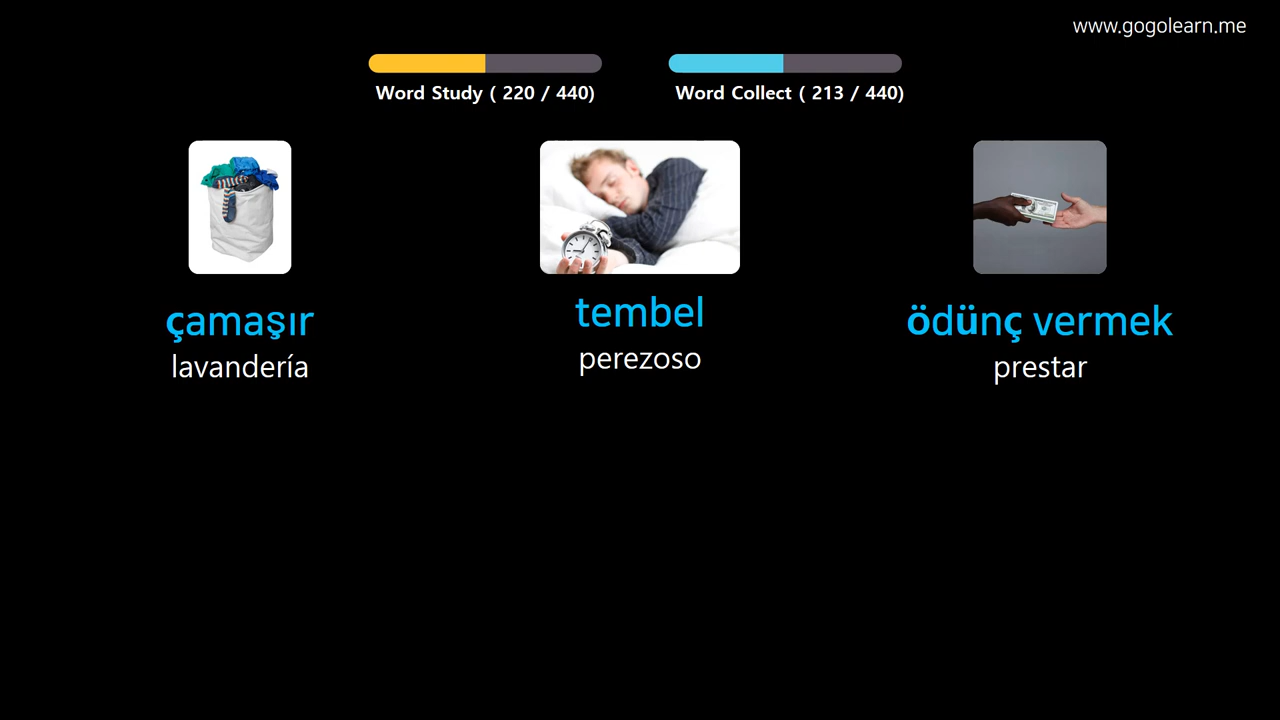 www.gogolearn.me
Word Study ( 220 / 440)
Word Collect ( 213 / 440)
çamaşır
lavandería
tembel
perezoso
ödünç vermek
prestar